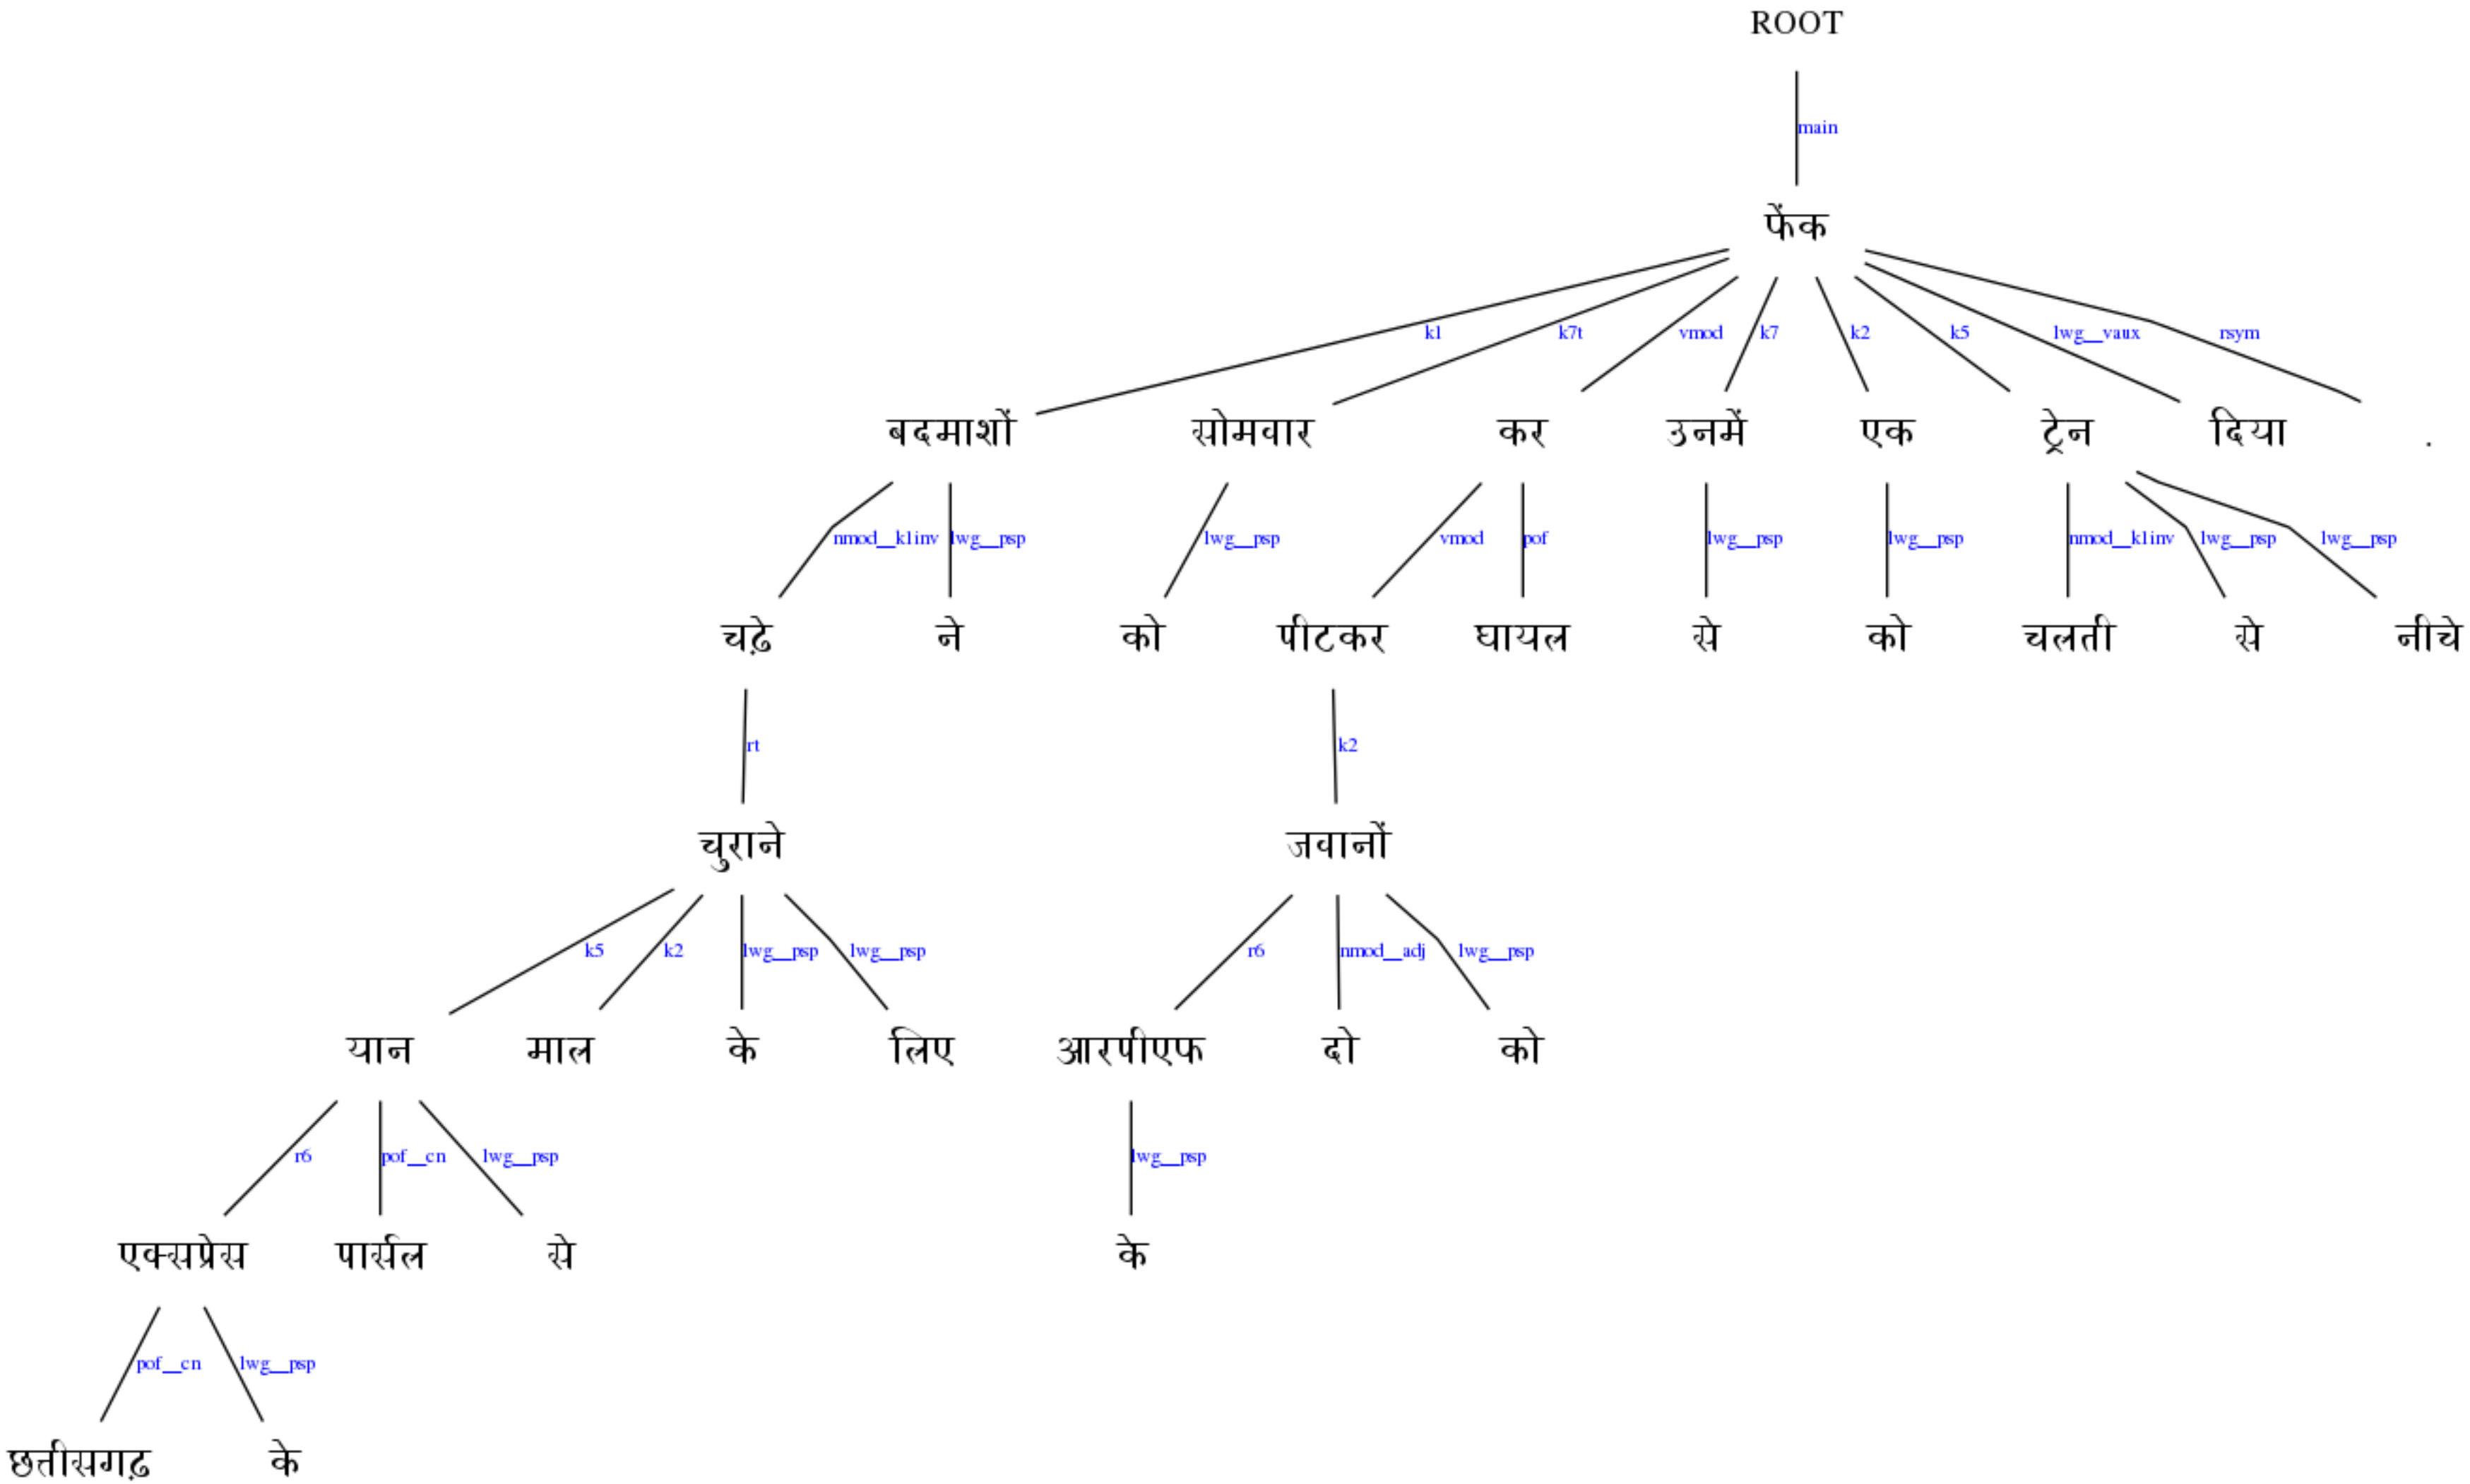 ROOT
main
फेंक
k1 k7t vmod k7 k2 k5 lwg__vaux rsym
बदमाशों सोमवार कर उनमें एक ट्रेन दिया .
nmod__k1inv lwg__psp lwg__psp vmod pof lwg__psp lwg__psp nmod__k1inv lwg__psp lwg__psp
चढ़े ने को पीटकर घायल से को चलती से नीचे
rt k2
चुराने जवानों
k5 k2 lwg__psp lwg__psp r6 nmod__adj lwg__psp
यान माल के लिए आरपीएफ दो को
r6 pof__cn lwg__psp lwg__psp
एक्सप्रेस पार्सल से के
pof__cn lwg__psp
छत्तीसगढ़ के